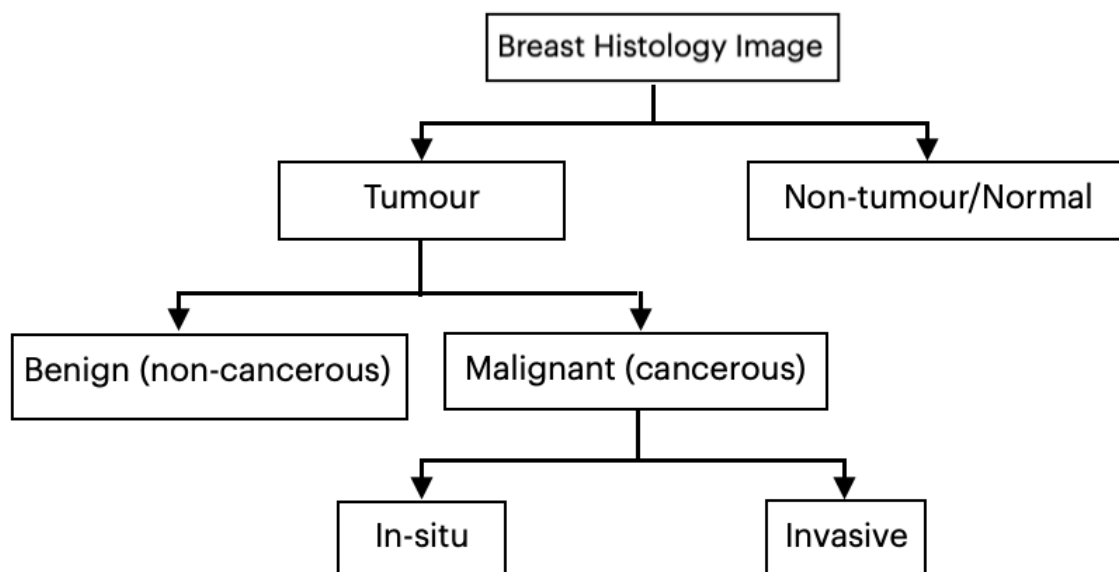 Breast Histology Image
Tumour
Non-tumour/Normal
Benign (non-cancerous)
Malignant (cancerous)
In-situ
Invasive